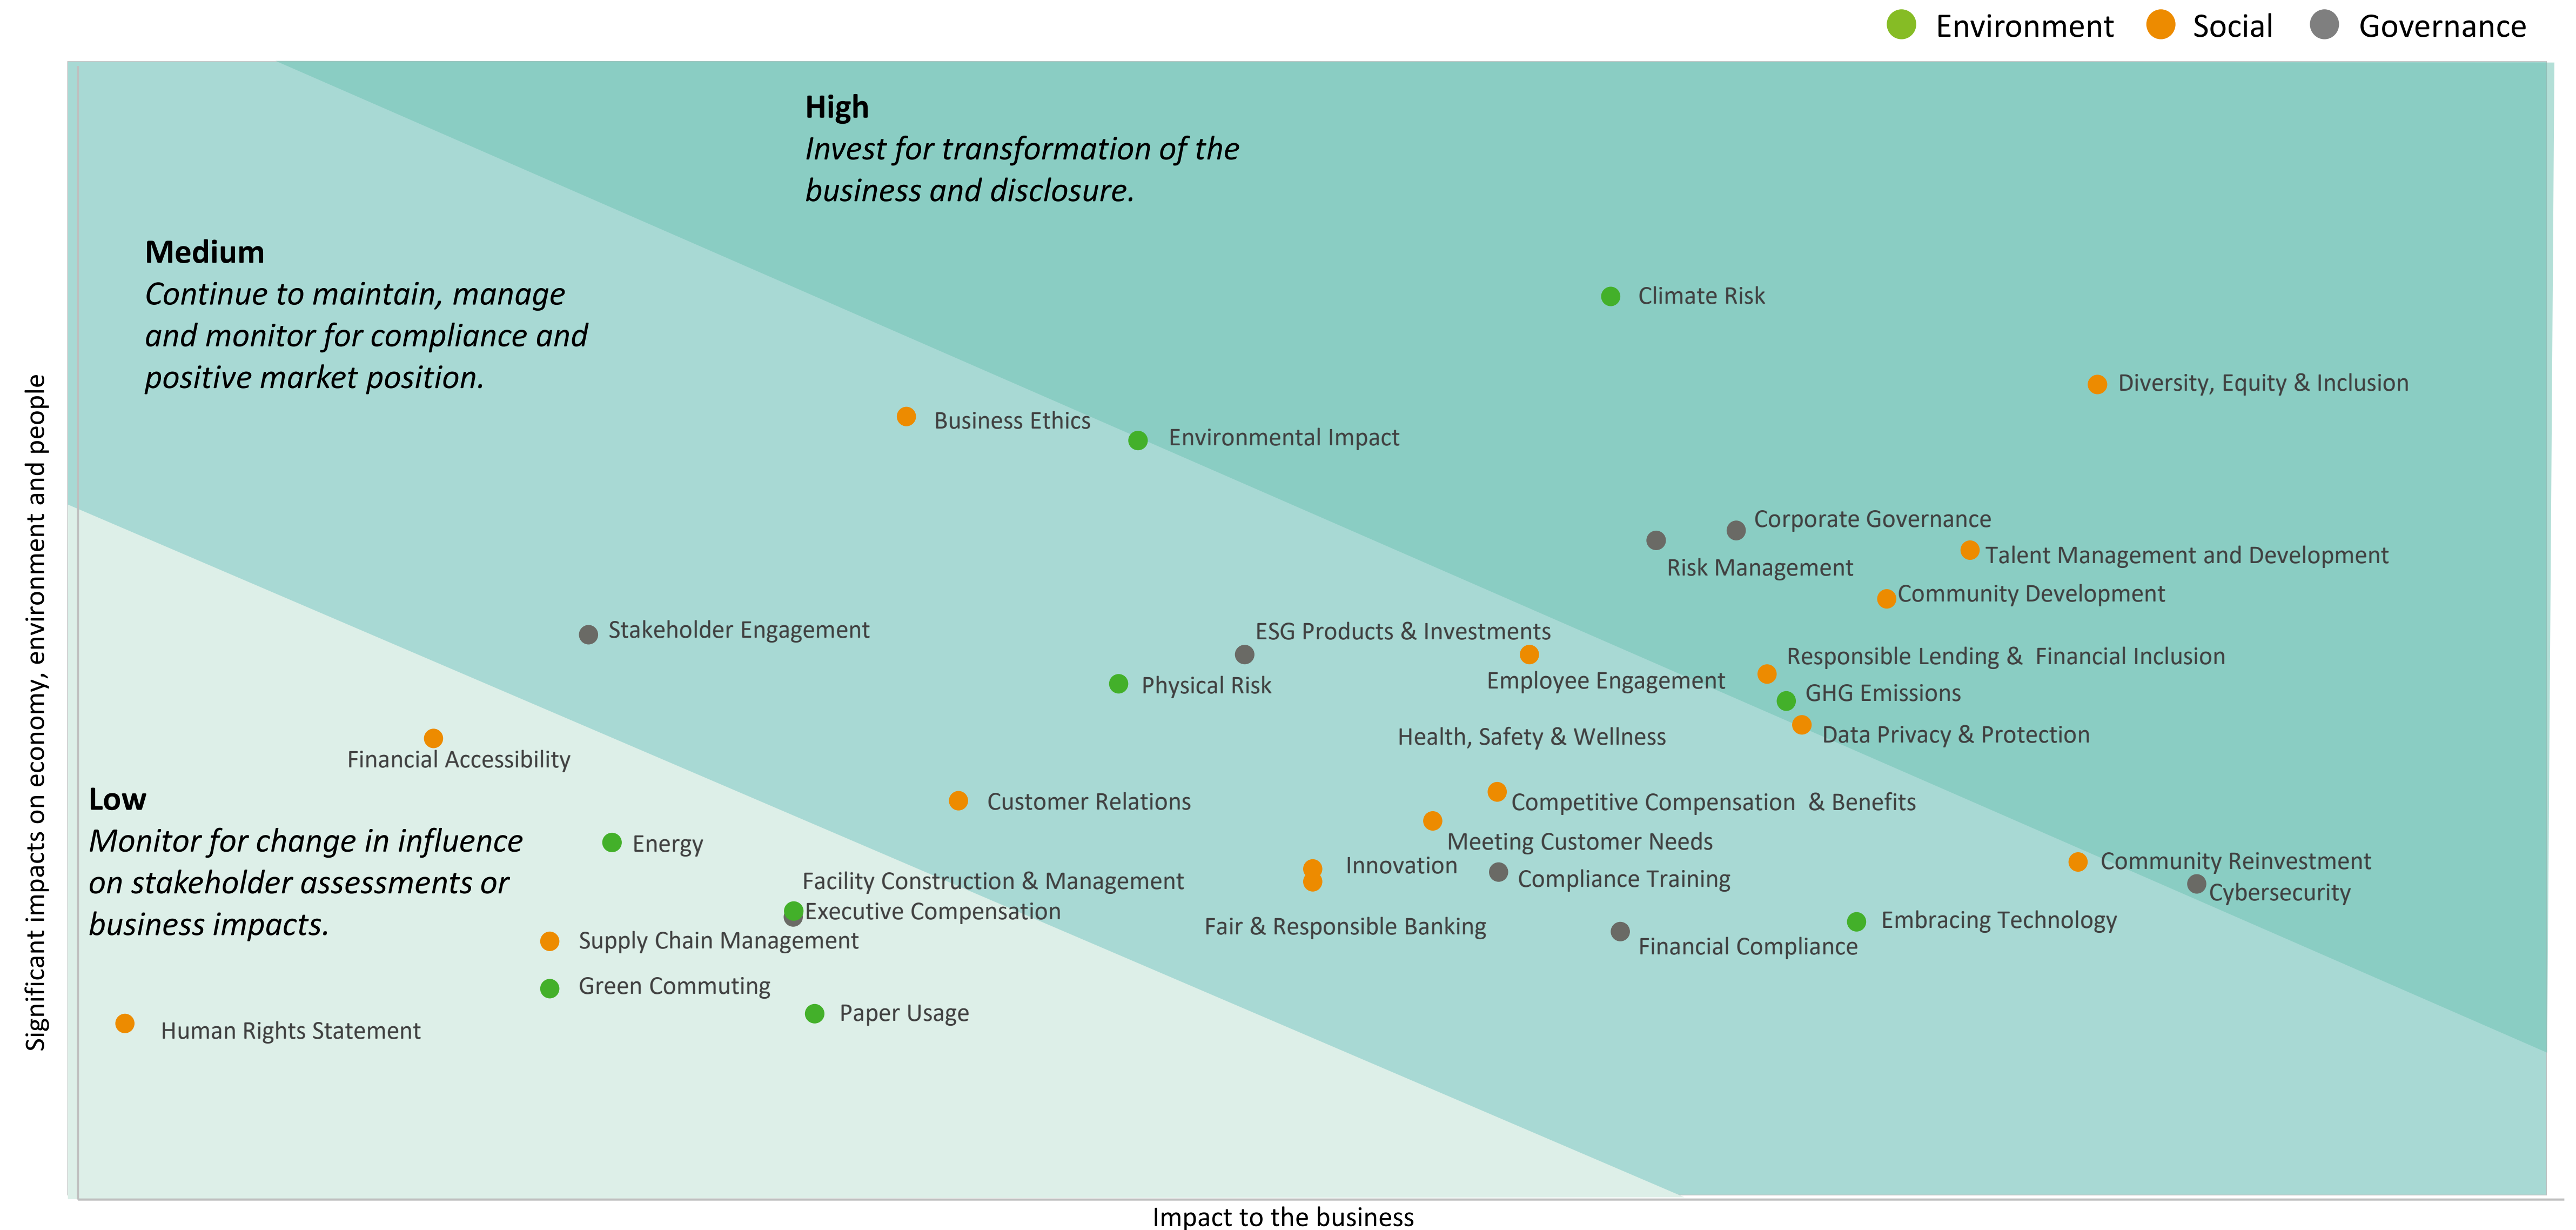 Environment
Social
Governance
High
Invest for transformation of the
business and disclosure.
Medium
Continue to maintain, manage
and monitor for compliance and
positive market position.
Climate Risk
Diversity, Equity & Inclusion
Business Ethics
Environmental Impact
Corporate Governance
Risk Management
Talent Management and Development
Community Development
Stakeholder Engagement
ESG Products & Investments
Employee Engagement
Physical Risk
Responsible Lending &  Financial Inclusion
GHG Emissions
Data Privacy & Protection
Health, Safety & Wellness
Financial Accessibility
Low
Monitor for change in influence
on stakeholder assessments or
business impacts.
Customer Relations
Competitive Compensation  & Benefits
Meeting Customer Needs
Energy
Innovation
Compliance Training
Community Reinvestment
Cybersecurity
Facility Construction & Management
Executive Compensation
Fair & Responsible Banking
Embracing Technology
Financial Compliance
Supply Chain Management
Green Commuting
Paper Usage
Human Rights Statement
Significant impacts on economy, environment and people
Impact to the business